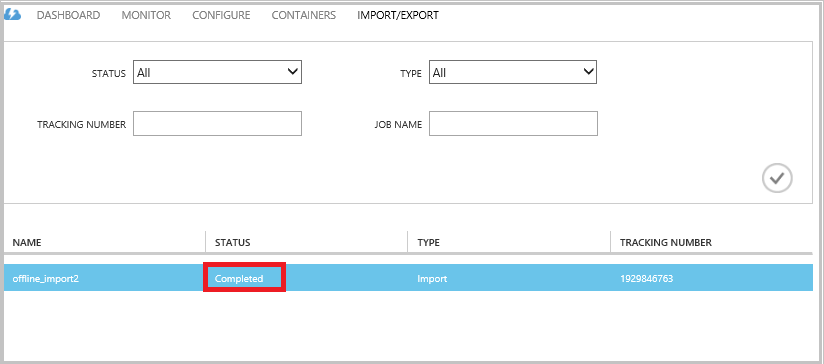 DASHBOARD MONITOR CONFIGURE CONTAINERS IMPORT/EXPORT
STATUS All TYPE All
TRACKING NUMBER JOB NAME
NAME STATUS TYPE TRACKING NUMBER
offline_import2 Completed Import 1929846763